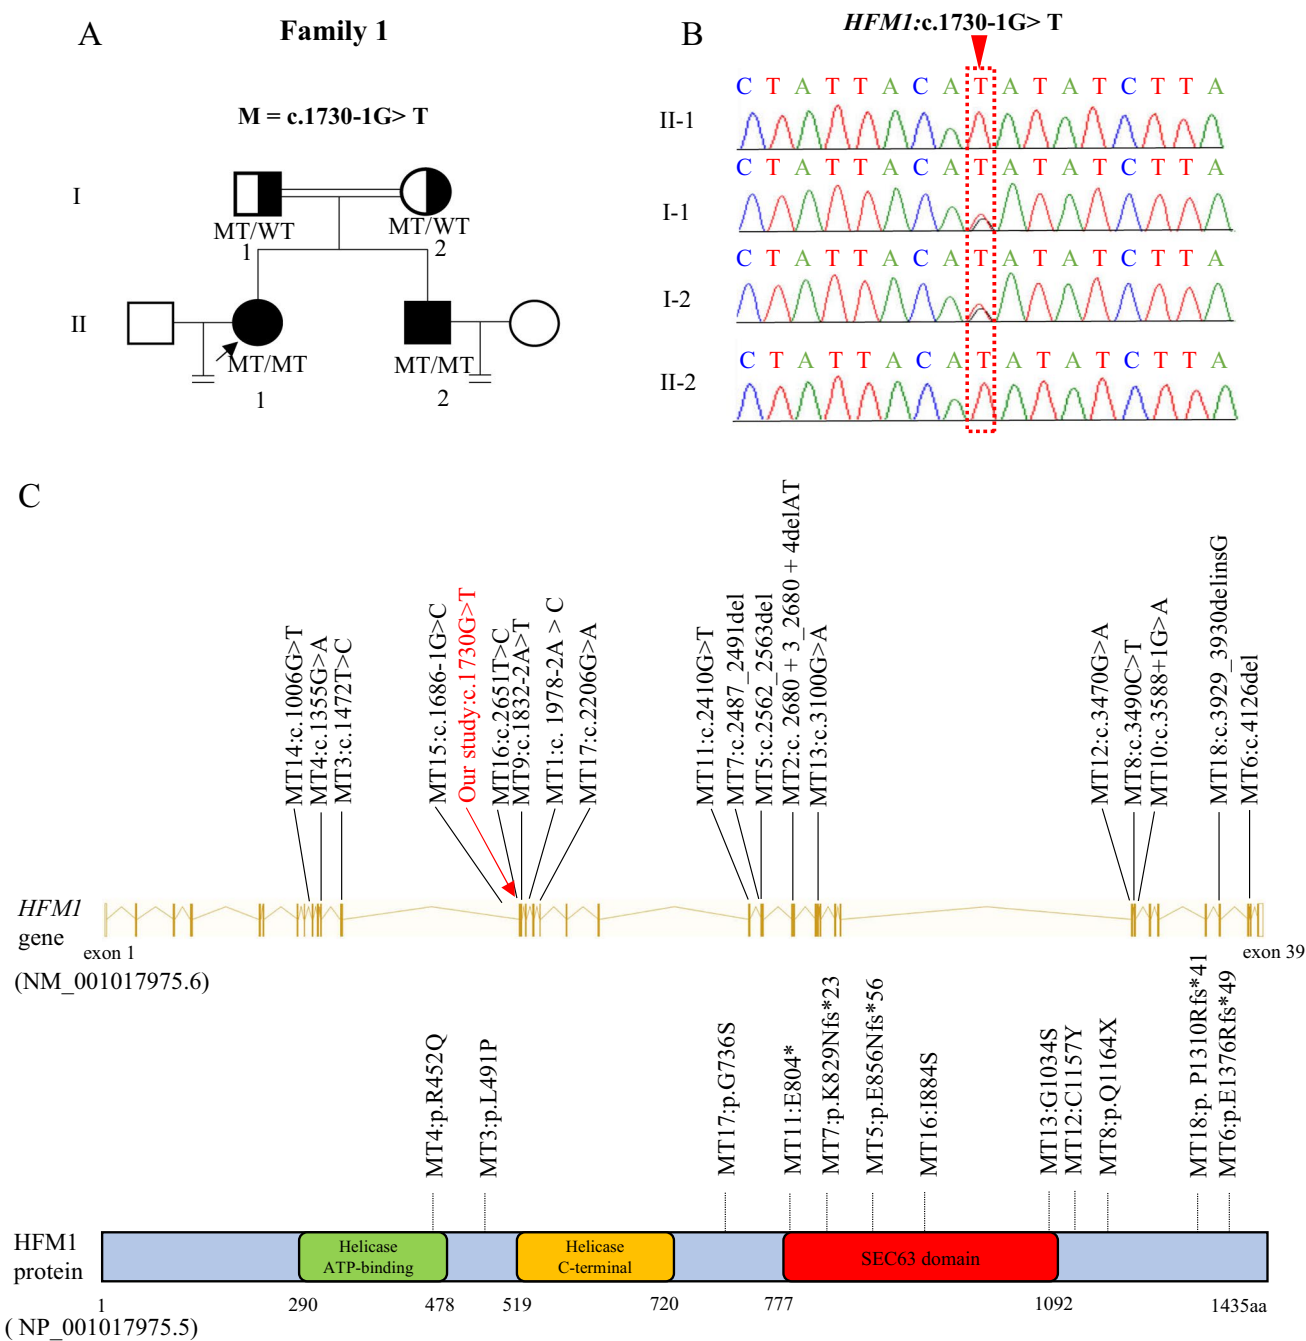 A
Family 1
M = c.1730-1G> T
I
MT/WT
MT/WT
1
2
II
MT/MT
MT/MT
1
2
B
HFM1:c.1730-1G> T
C T A T T A C A T A T A T C T T A
II-1
C T A T T A C A T A T A T C T T A
I-1
C T A T T A C A T A T A T C T T A
I-2
C T A T T A C A T A T A T C T T A
II-2
C
MT14:c.1006G>T
MT4:c.1355G>A
MT3:c.1472T>C
MT15:c.1686-1G>C
Our study:c.1730G>T
MT16:c.2651T>C
MT9:c.1832-2A>T
MT1:c. 1978-2A > C
MT17:c.2206G>A
MT11:c.2410G>T
MT7:c.2487_2491del
MT5:c.2562_2563del
MT2:c. 2680 + 3_2680 + 4delAT
MT13:c.3100G>A
MT12:c.3470G>A
MT8:c.3490C>T
MT10:c.3588+1G>A
MT18:c.3929_3930delinsG
MT6:c.4126del
HFM1
gene
exon 1
exon 39
(NM_001017975.6)
MT4:p.R452Q
MT3:p.L491P
MT17:p.G736S
MT11:E804*
MT7:p.K829Nfs*23
MT5:p.E856Nfs*56
MT16:I884S
MT13:G1034S
MT12:C1157Y
MT8:p.Q1164X
MT18:p. P1310Rfs*41
MT6:p.E1376Rfs*49
HFM1
protein
Helicase
ATP-binding
Helicase
C-terminal
SEC63 domain
1
290
478
519
720
777
1092
1435aa
( NP_001017975.5)